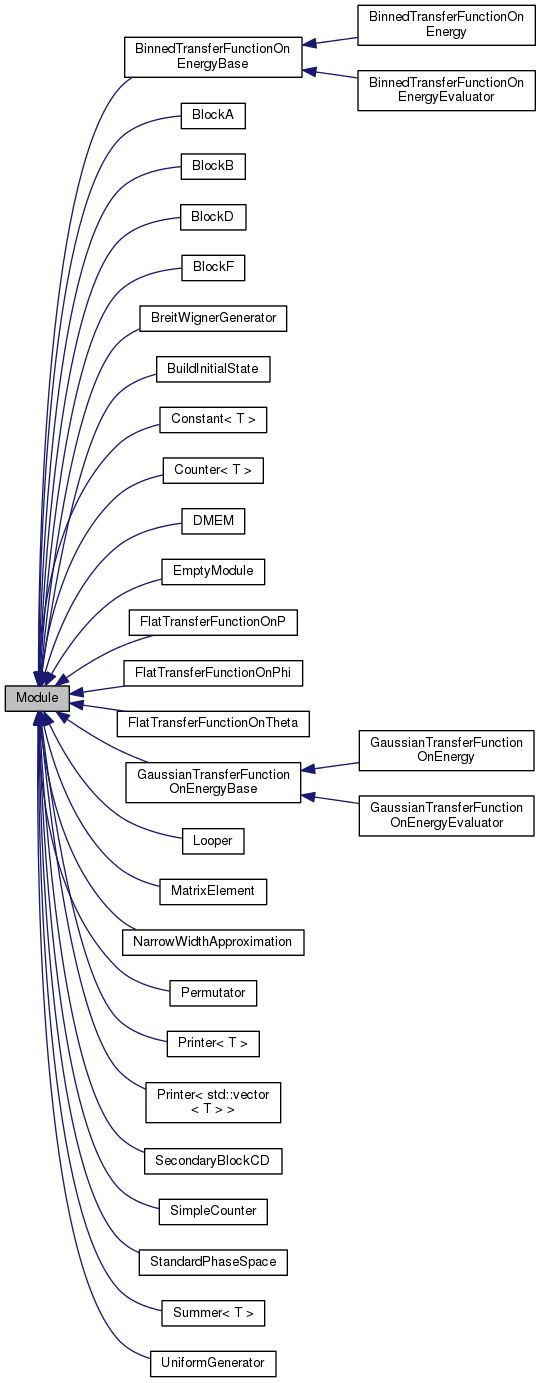 BinnedTransferFunctionOn
Energy
BinnedTransferFunctionOn
EnergyBase
BinnedTransferFunctionOn
EnergyEvaluator
BlockA
BlockB
BlockD
BlockF
BreitWignerGenerator
BuildInitialState
Constant< T >
Counter< T >
DMEM
EmptyModule
FlatTransferFunctionOnP
FlatTransferFunctionOnPhi
Module
FlatTransferFunctionOnTheta
GaussianTransferFunction
OnEnergy
GaussianTransferFunction
OnEnergyBase
GaussianTransferFunction
OnEnergyEvaluator
Looper
MatrixElement
NarrowWidthApproximation
Permutator
Printer< T >
Printer< std::vector
< T > >
SecondaryBlockCD
SimpleCounter
StandardPhaseSpace
Summer< T >
UniformGenerator